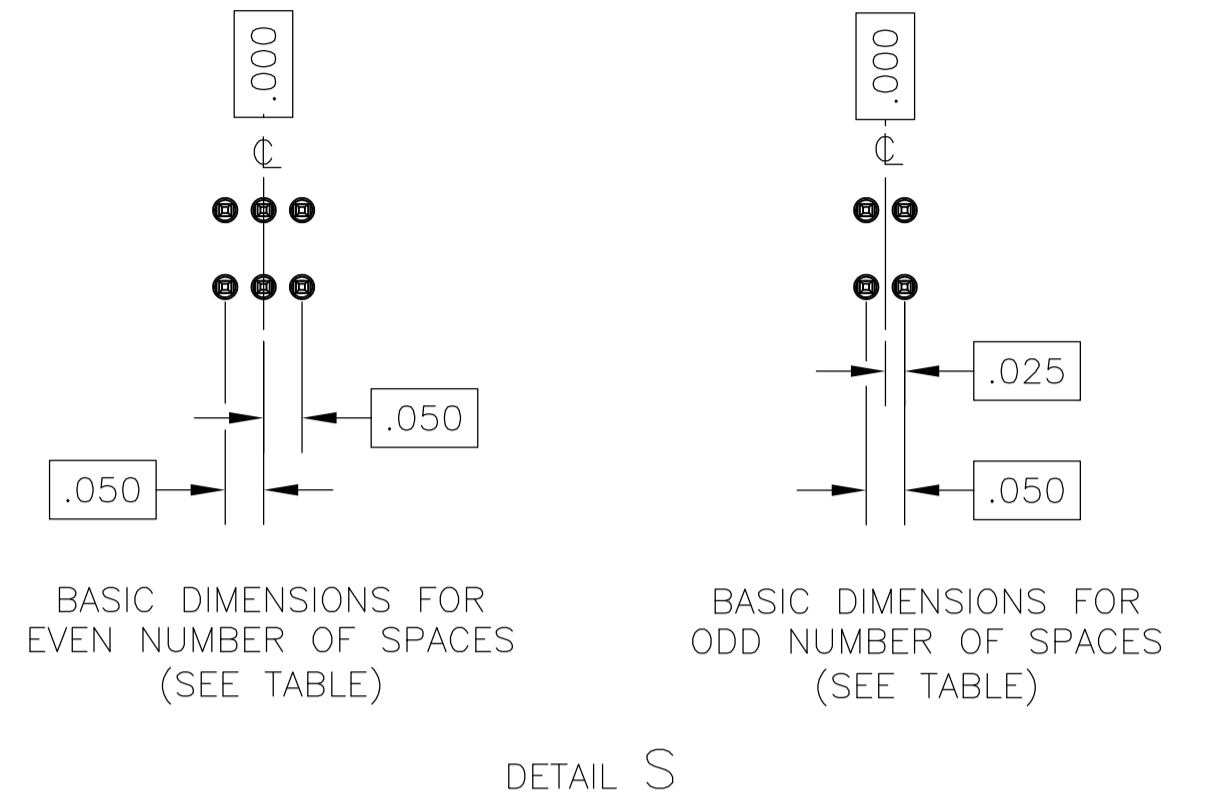 .000
℄
.050
.050
BASIC DIMENSIONS FOR
EVEN NUMBER OF SPACES
(SEE TABLE)
.000
℄
.025
.050
BASIC DIMENSIONS FOR
ODD NUMBER OF SPACES
(SEE TABLE)
DETAIL S